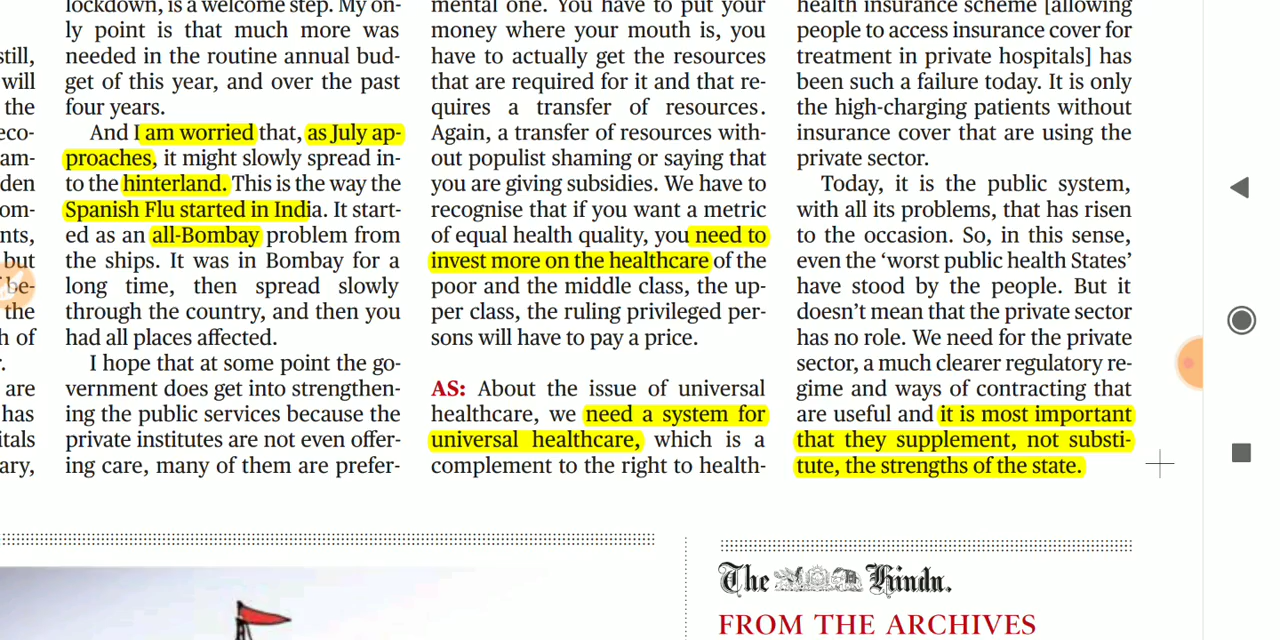 still,
will
the
eco-
am-
den
om-
nts,
but
be-
the
h of
r.
are
has
itals
ary,
lockdown, is a welcome step. My on-
ly point is that much more was
needed in the routine annual bud-
get of this year, and over the past
four years.
And I am worried that, as July ap-
proaches, it might slowly spread in-
to the hinterland. This is the way the
Spanish Flu started in India. It start-
ed as an all-Bombay problem from
the ships. It was in Bombay for a
long time, then spread slowly
through the country, and then you
had all places affected.
I hope that at some point the go-
vernment does get into strengthen-
ing the public services because the
private institutes are not even offer-
ing care, many of them are prefer-
mental one. You have to put your
money where your mouth is, you
have to actually get the resources
that are required for it and that re-
quires a transfer of resources.
Again, a transfer of resources with-
out populist shaming or saying that
you are giving subsidies. We have to
recognise that if you want a metric
of equal health quality, you need to
invest more on the healthcare of the
poor and the middle class, the up-
per class, the ruling privileged per-
sons will have to pay a price.
AS: About the issue of universal
healthcare, we need a system for
universal healthcare, which is a
complement to the right to health-
health insurance scheme [allowing
people to access insurance cover for
treatment in private hospitals] has
been such a failure today. It is only
the high-charging patients without
insurance cover that are using the
private sector.
Today, it is the public system,
with all its problems, that has risen
to the occasion. So, in this sense,
even the ‘worst public health States’
have stood by the people. But it
doesn’t mean that the private sector
has no role. We need for the private
sector, a much clearer regulatory re-
gime and ways of contracting that
are useful and it is most important
that they supplement, not substi-
tute, the strengths of the state.
The Hindu.
FROM THE ARCHIVES